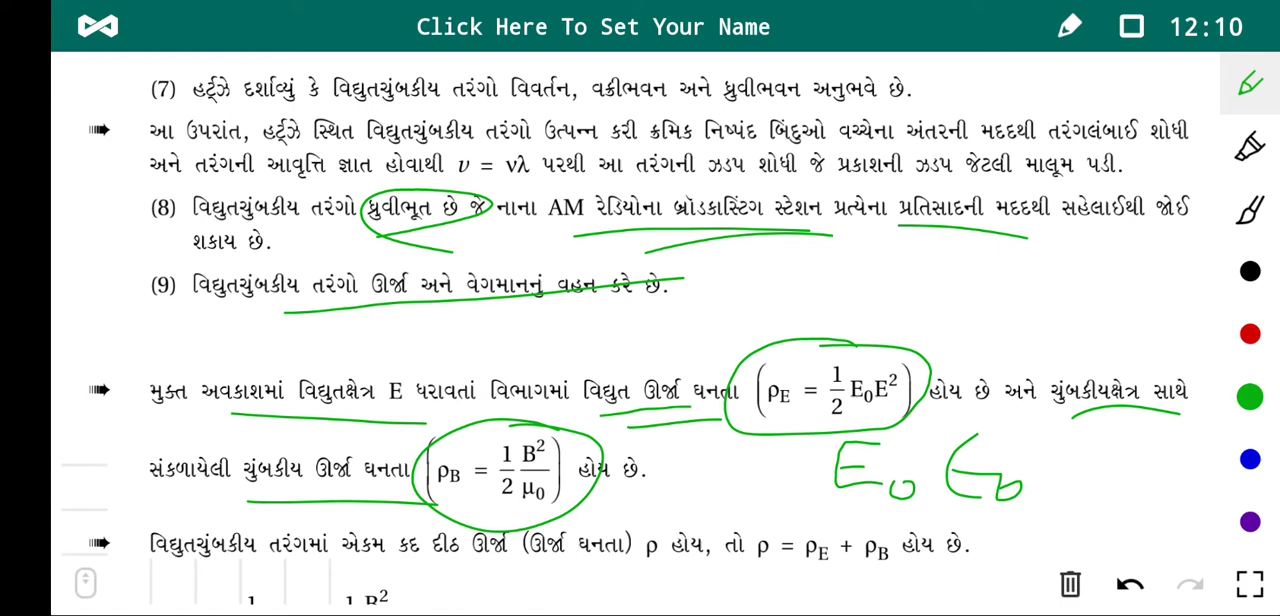 Click Here To Set Your Name
12:10
(7) હર્ટ્ઝે દર્શાવ્યું કે વિદ્યુતચુંબકીય તરંગો વિવર્તન, વક્રીભવન અને ધ્રુવીભવન અનુભવે છે.
આ ઉપરાંત, હર્ટ્ઝે સ્થિત વિદ્યુતચુંબકીય તરંગો ઉત્પન્ન કરી ક્રમિક નિષ્પંદ બિંદુઓ વચ્ચેના અંતરની મદદથી તરંગલંબાઈ શોધી
અને તરંગની આવૃત્તિ જ્ઞાત હોવાથી υ = νλ પરથી આ તરંગની ઝડપ શોધી જે પ્રકાશની ઝડપ જેટલી માલૂમ પડી.
(8) વિદ્યુતચુંબકીય તરંગો ધ્રુવીભૂત છે જે નાના AM રેડિયોના બ્રૉડકાસ્ટિંગ સ્ટેશન પ્રત્યેના પ્રતિસાદની મદદથી સહેલાઈથી જોઈ
શકાય છે.
(9) વિદ્યુતચુંબકીય તરંગો ઊર્જા અને વેગમાનનું વહન કરે છે.
મુક્ત અવકાશમાં વિદ્યુતક્ષેત્ર E ધરાવતાં વિભાગમાં વિદ્યુત ઊર્જા ઘનતા (ρE = 1/2 E0E²) હોય છે અને ચુંબકીયક્ષેત્ર સાથે
સંકળાયેલી ચુંબકીય ઊર્જા ઘનતા (ρB = 1/2 B²/μ0) હોય છે.
E0 ϵ0
વિદ્યુતચુંબકીય તરંગમાં એકમ કદ દીઠ ઊર્જા (ઊર્જા ઘનતા) ρ હોય, તો ρ = ρE + ρB હોય છે.